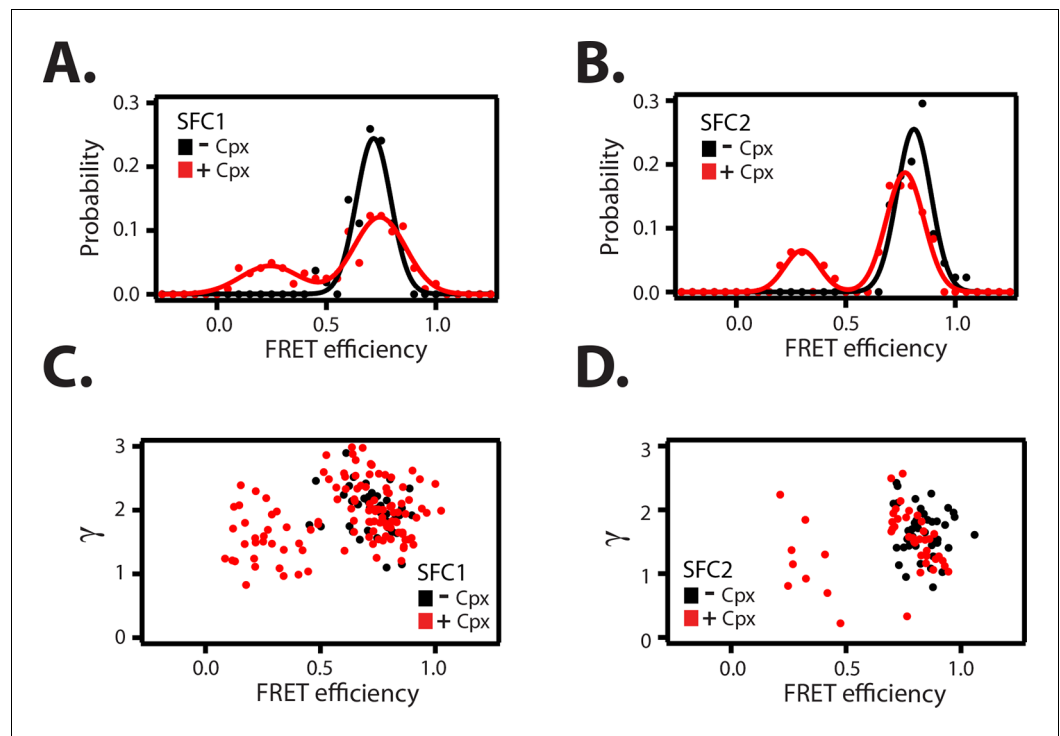 A.
0.3
0.2
0.1
0.0
Probability
SFC1
- Cpx
+ Cpx
0.0 0.5 1.0
FRET efficiency
B.
0.3
0.2
0.1
0.0
Probability
SFC2
- Cpx
+ Cpx
0.0 0.5 1.0
FRET efficiency
C.
3
2
1
0
γ
SFC1
- Cpx
+ Cpx
0.0 0.5 1.0
FRET efficiency
D.
3
2
1
0
γ
SFC2
- Cpx
+ Cpx
0.0 0.5 1.0
FRET efficiency